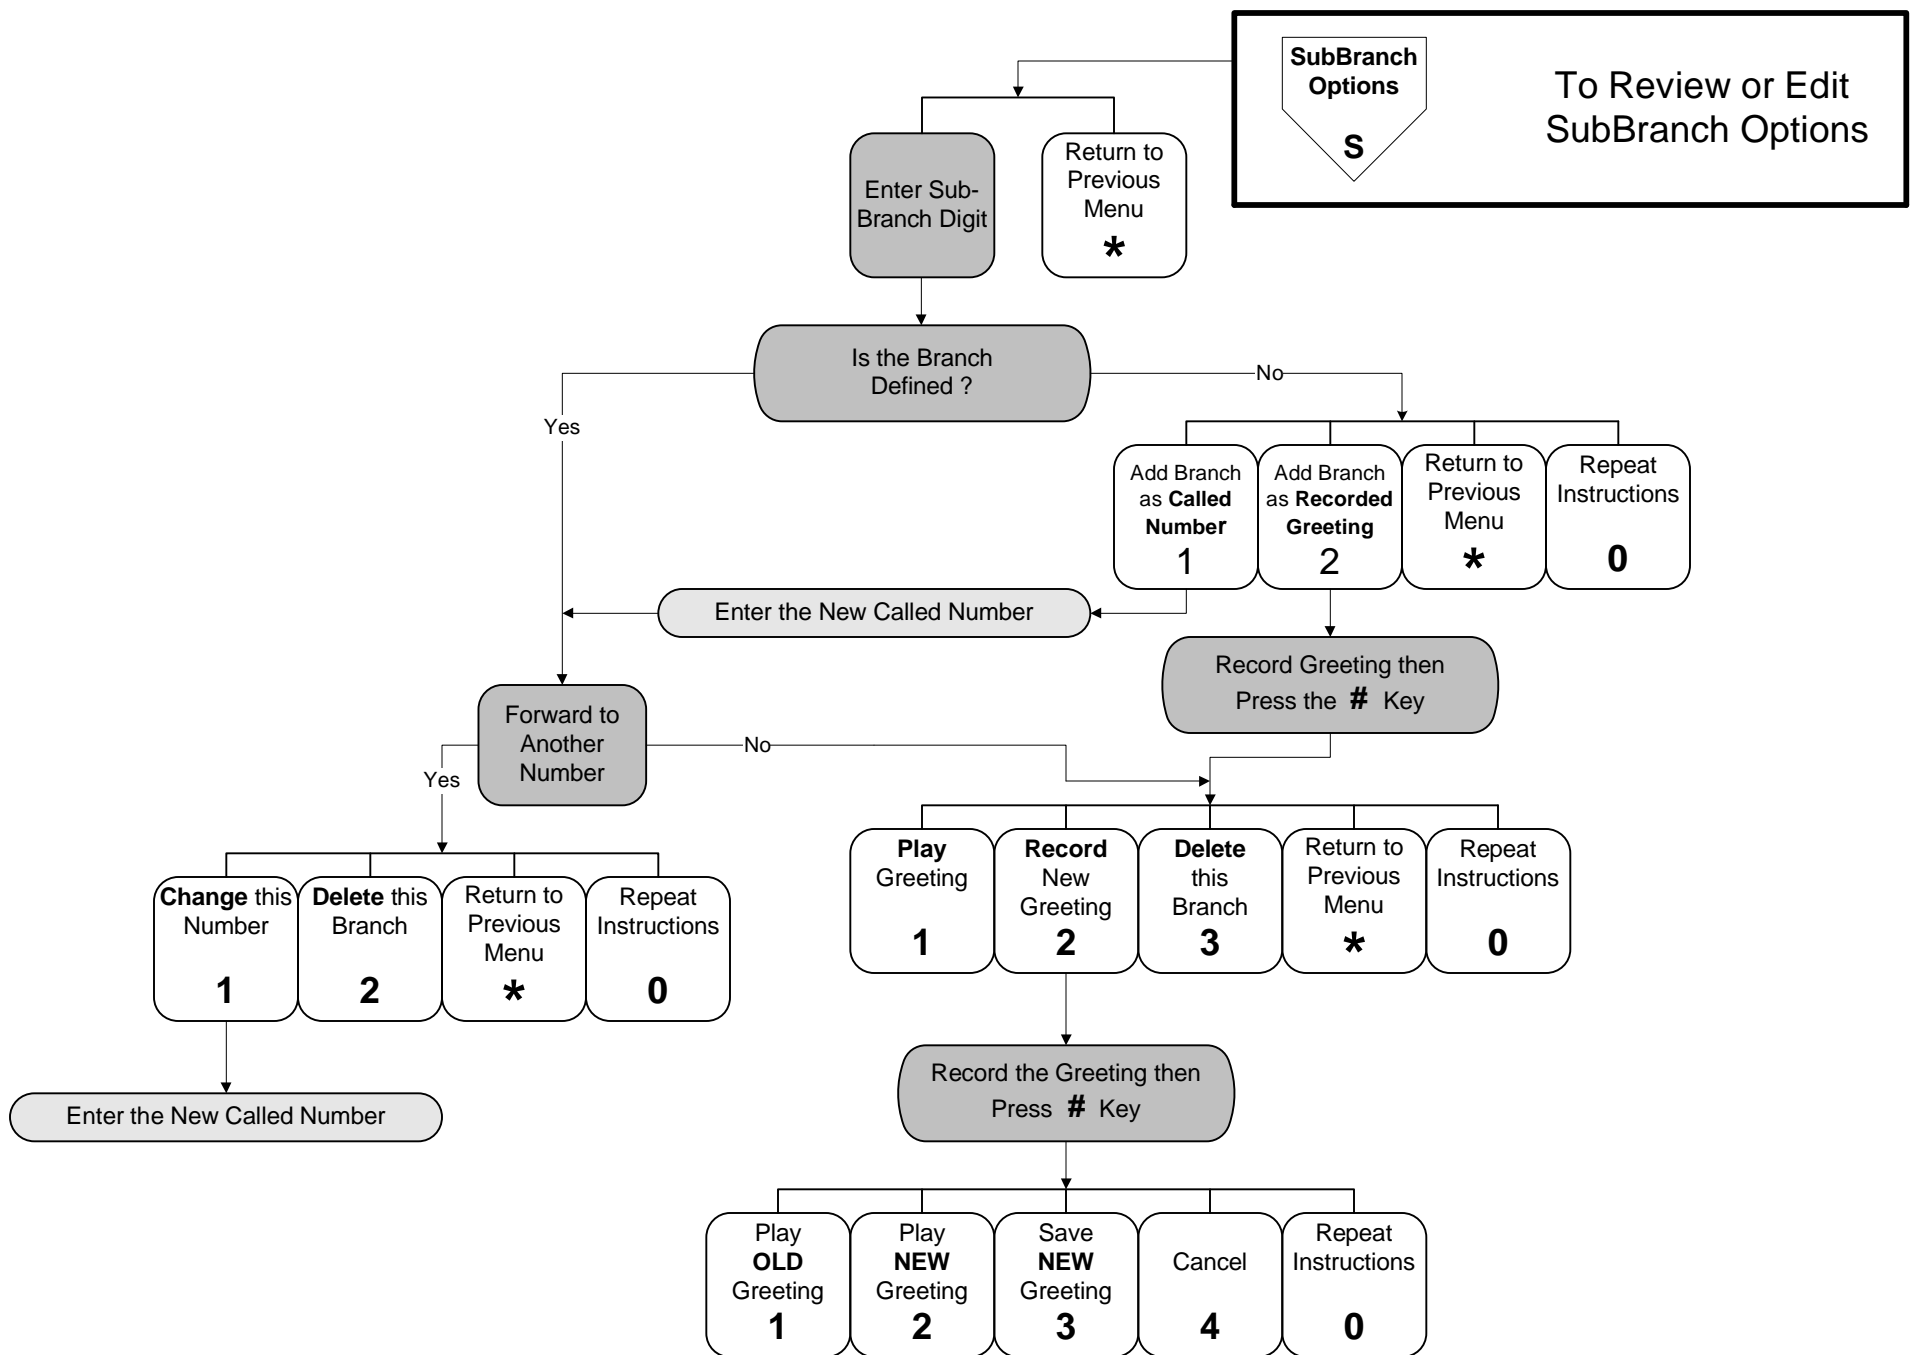 SubBranch
Options
S
To Review or Edit
SubBranch Options
Enter Sub-
Branch Digit
Return to
Previous
Menu
*
Is the Branch
Defined ?
Yes
No
Add Branch
as Called
Number
1
Add Branch
as Recorded
Greeting
2
Return to
Previous
Menu
*
Repeat
Instructions
0
Enter the New Called Number
Record Greeting then
Press the # Key
Forward to
Another
Number
Yes
No
Change this
Number
1
Delete this
Branch
2
Return to
Previous
Menu
*
Repeat
Instructions
0
Enter the New Called Number
Play
Greeting
1
Record
New
Greeting
2
Delete
this
Branch
3
Return to
Previous
Menu
*
Repeat
Instructions
0
Record the Greeting then
Press # Key
Play
OLD
Greeting
1
Play
NEW
Greeting
2
Save
NEW
Greeting
3
Cancel
4
Repeat
Instructions
0